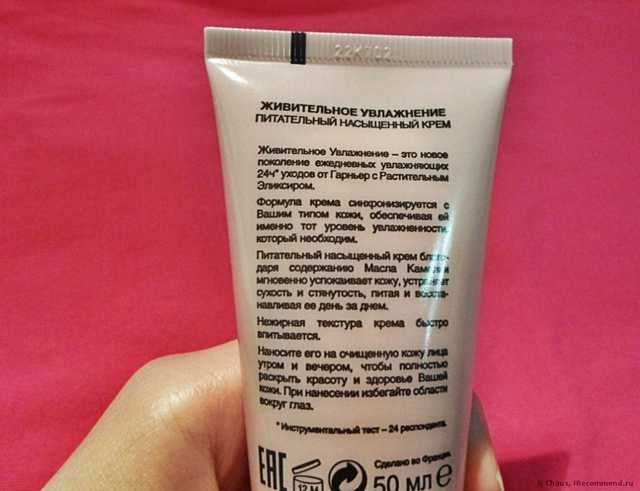 22K702
ЖИВИТЕЛЬНОЕ УВЛАЖНЕНИЕ
ПИТАТЕЛЬНЫЙ НАСЫЩЕННЫЙ КРЕМ
Живительное Увлажнение – это новое
поколение ежедневных увлажняющих
24ч* уходов от Гарньер с Растительным
Эликсиром.
Формула крема синхронизируется с
Вашим типом кожи, обеспечивая ей
именно тот уровень увлажненности,
который необходим.
Питательный насыщенный крем благо-
даря содержанию Масла Камелии
мгновенно успокаивает кожу, устраняет
сухость и стянутость, питая и восста-
навливая ее день за днем.
Нежирная текстура крема быстро
впитывается.
Наносите его на очищенную кожу лица
утром и вечером, чтобы полностью
раскрыть красоту и здоровье Вашей
кожи. При нанесении избегайте области
вокруг глаз.
* Инструментальный тест – 24 респондента.
Сделано во Франции.
EAC 12 M 50 МЛ e
© Chaus, IRecommend.ru